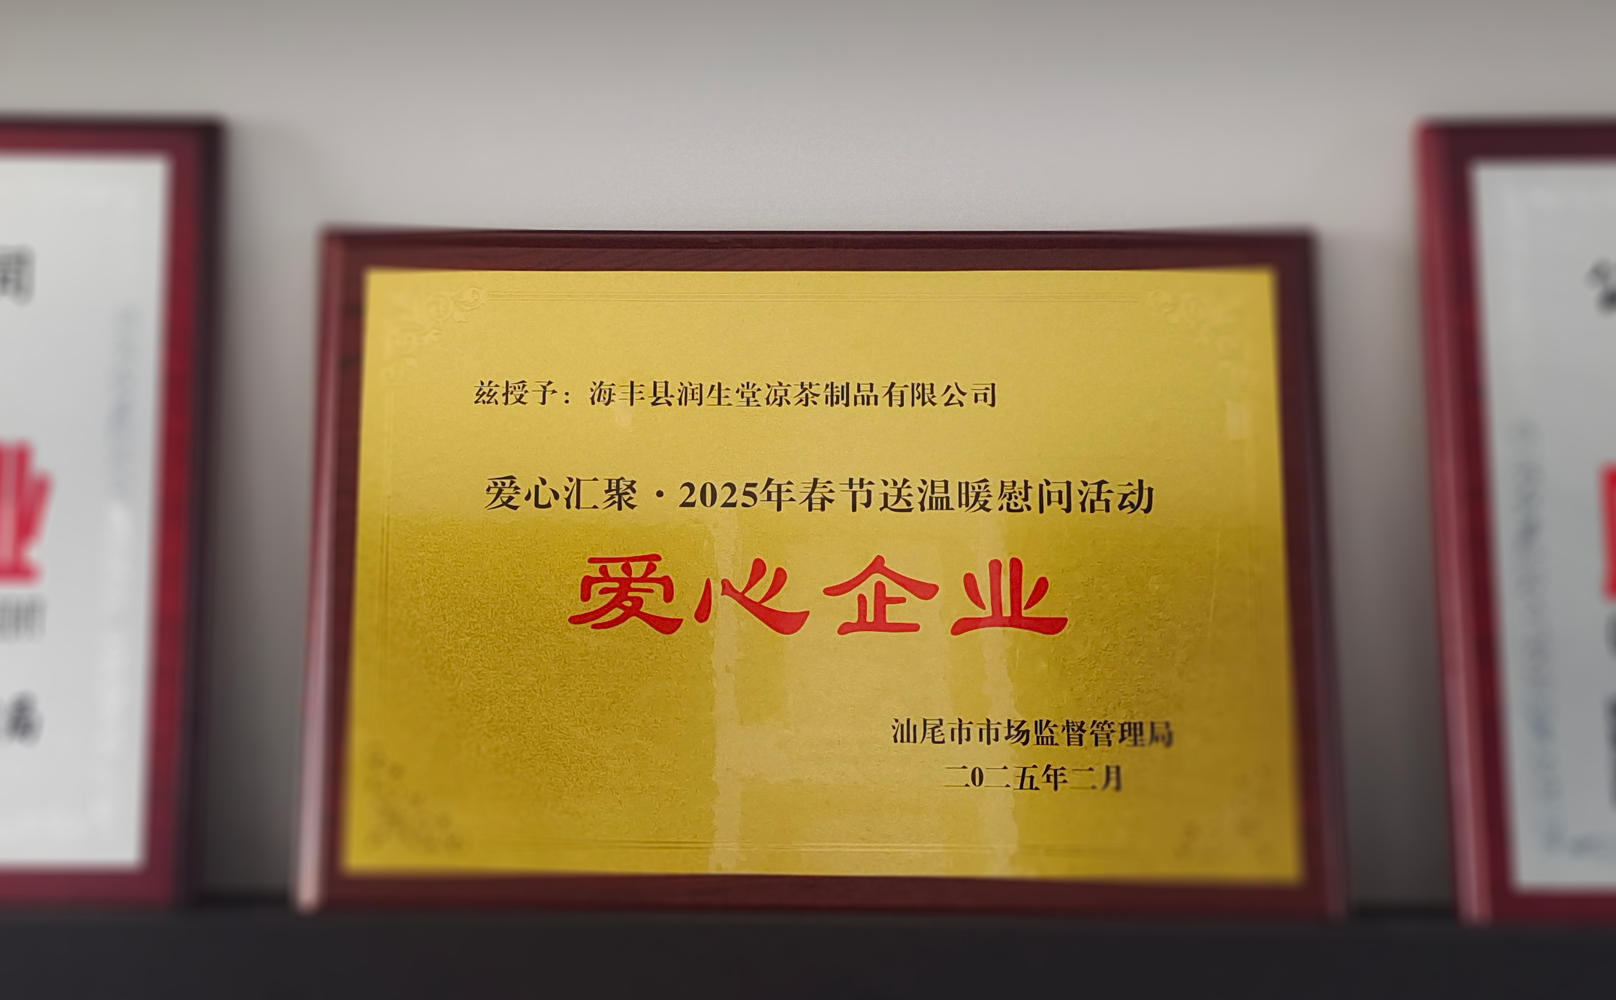 兹授予：海丰县润生堂凉茶制品有限公司
爱心汇聚·2025年春节送温暖慰问活动
爱心企业
汕尾市市场监督管理局
二0二五年二月
业